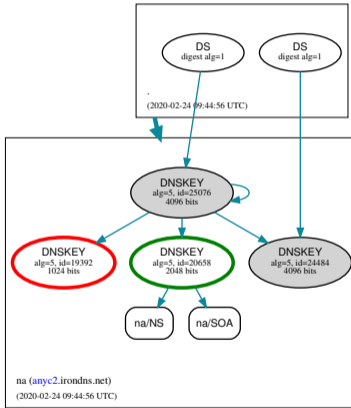 DS
digest alg=1
DS
digest alg=1
.
(2020-02-24 09:44:56 UTC)
DNSKEY
alg=5, id=25076
4096 bits
DNSKEY
alg=5, id=19392
1024 bits
DNSKEY
alg=5, id=20658
2048 bits
DNSKEY
alg=5, id=24484
4096 bits
na/NS
na/SOA
na (anyc2.irondns.net)
(2020-02-24 09:44:56 UTC)